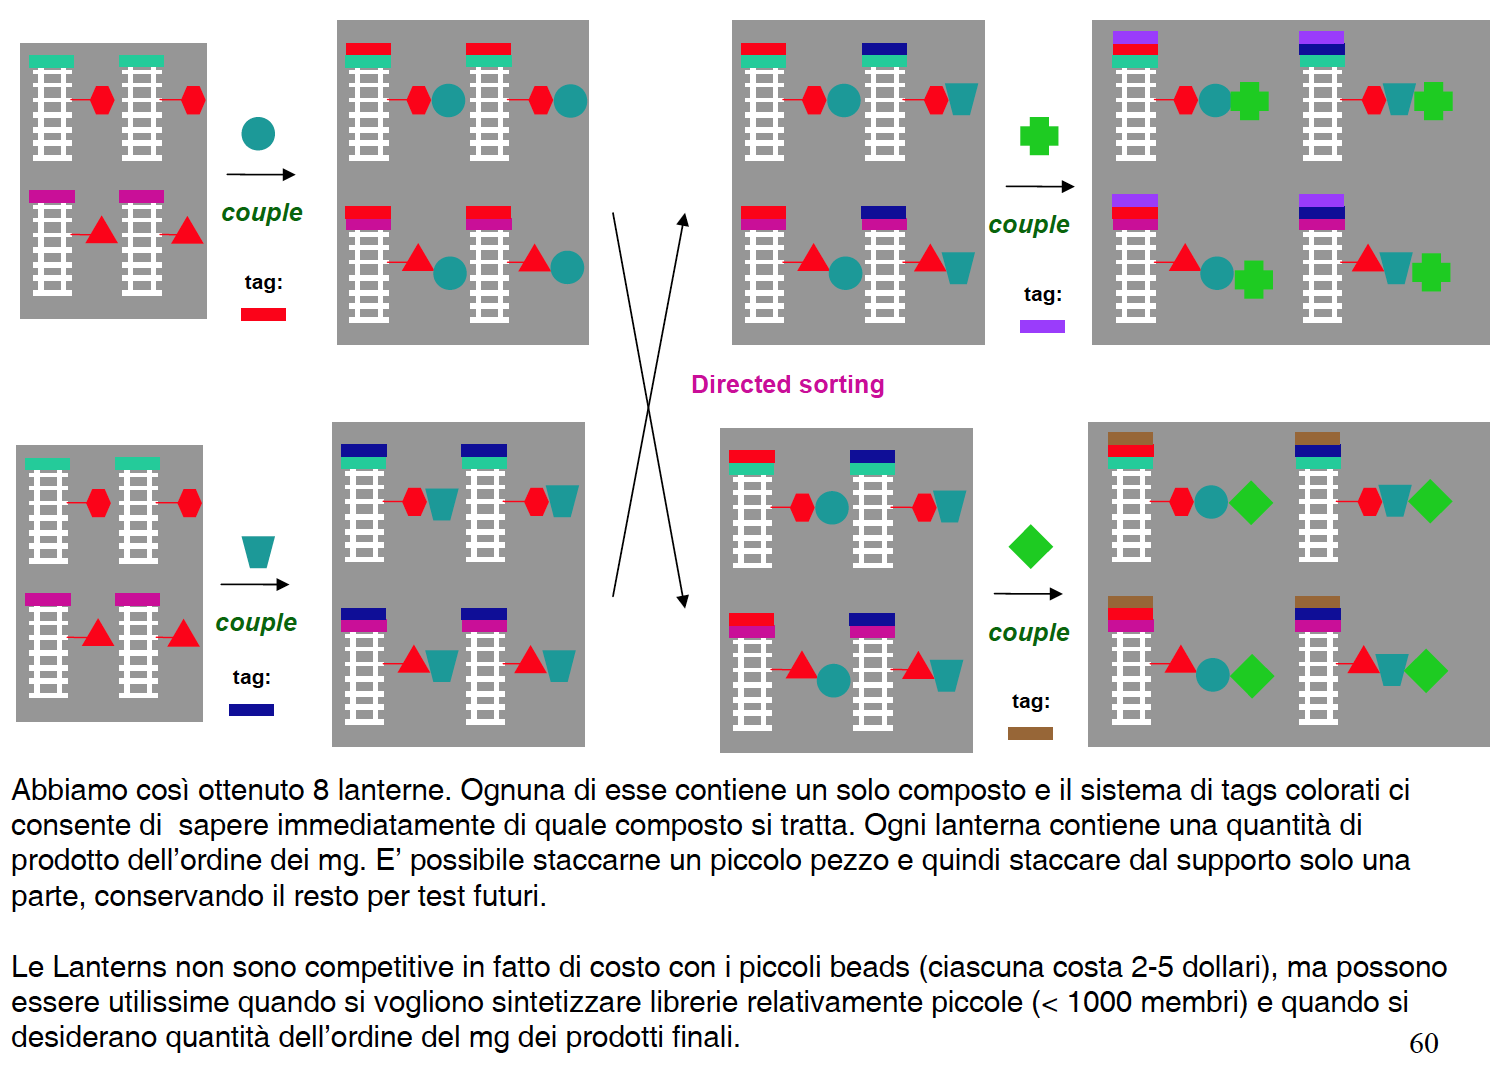 couple
tag:
couple
tag:
Directed sorting
couple
tag:
couple
tag:
Abbiamo così ottenuto 8 lanterne. Ognuna di esse contiene un solo composto e il sistema di tags colorati ci
consente di  sapere immediatamente di quale composto si tratta. Ogni lanterna contiene una quantità di
prodotto dell'ordine dei mg. E' possibile staccarne un piccolo pezzo e quindi staccare dal supporto solo una
parte, conservando il resto per test futuri.
Le Lanterns non sono competitive in fatto di costo con i piccoli beads (ciascuna costa 2-5 dollari), ma possono
essere utilissime quando si vogliono sintetizzare librerie relativamente piccole (< 1000 membri) e quando si
desiderano quantità dell'ordine del mg dei prodotti finali.
60